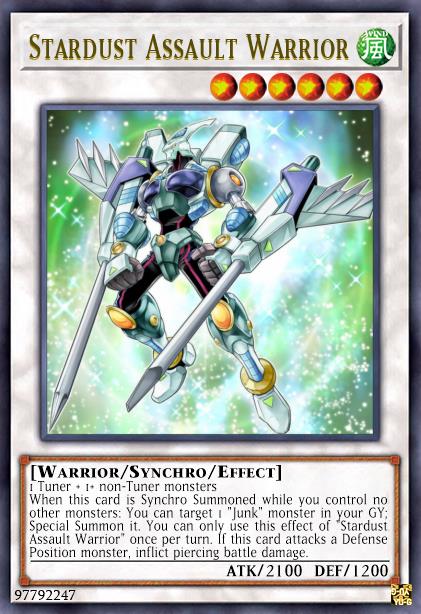 STARDUST ASSAULT WARRIOR
WIND
風
[WARRIOR/SYNCHRO/EFFECT]
1 Tuner + 1+ non-Tuner monsters
When this card is Synchro Summoned while you control no
other monsters: You can target 1 "Junk" monster in your GY;
Special Summon it. You can only use this effect of "Stardust
Assault Warrior" once per turn. If this card attacks a Defense
Position monster, inflict piercing battle damage.
ATK/2100 DEF/1200
97792247